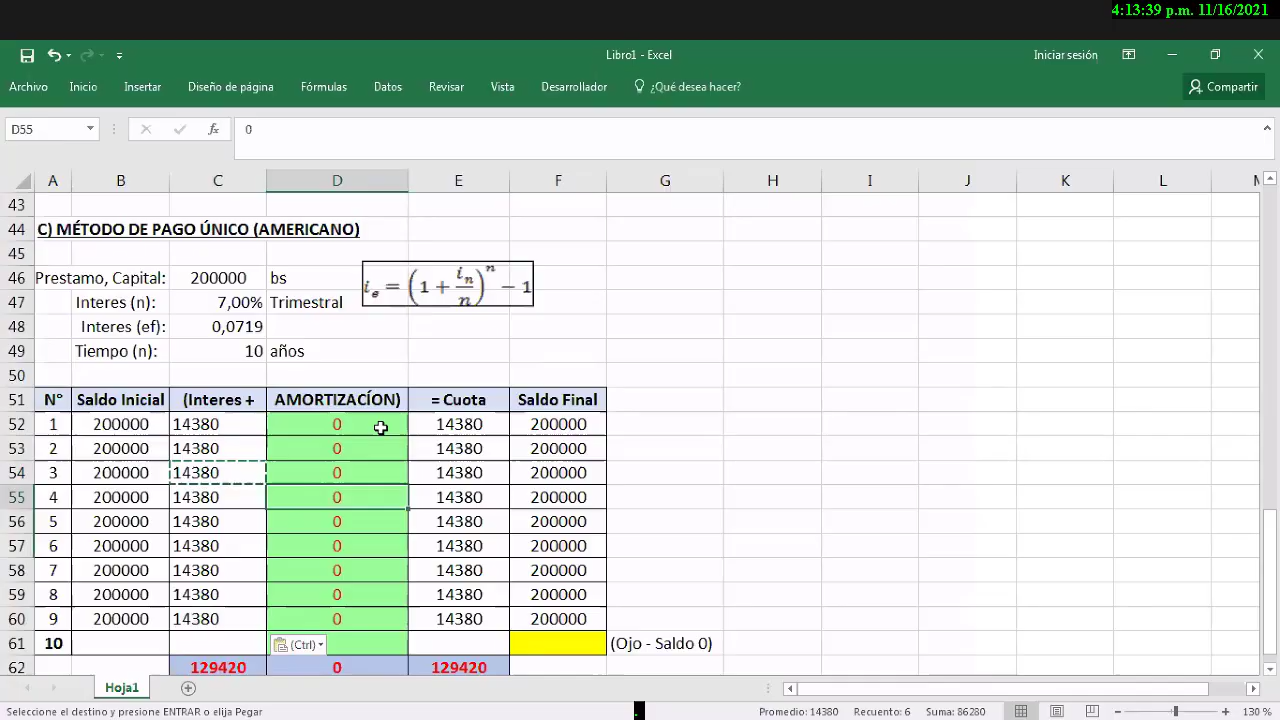 4:13:39 p.m. 11/16/2021
Libro1 - Excel
Iniciar sesión
Archivo Inicio Insertar Diseño de página Fórmulas Datos Revisar Vista Desarrollador ¿Qué desea hacer? Compartir
D55 fx 0
A B C D E F G H I J K L M
43
44 C) MÉTODO DE PAGO ÚNICO (AMERICANO)
45
46 Prestamo, Capital: 200000 bs
47 Interes (n): 7,00% Trimestral
48 Interes (ef): 0,0719
49 Tiempo (n): 10 años
i_e = (1 + i_n/n)^n − 1
50
51 N° Saldo Inicial (Interes + AMORTIZACÍON) = Cuota Saldo Final
52 1 200000 14380 0 14380 200000
53 2 200000 14380 0 14380 200000
54 3 200000 14380 0 14380 200000
55 4 200000 14380 0 14380 200000
56 5 200000 14380 0 14380 200000
57 6 200000 14380 0 14380 200000
58 7 200000 14380 0 14380 200000
59 8 200000 14380 0 14380 200000
60 9 200000 14380 0 14380 200000
61 10 (Ctrl) (Ojo - Saldo 0)
62 129420 0 129420
Hoja1
Seleccione el destino y presione ENTRAR o elija Pegar Promedio: 14380 Recuento: 6 Suma: 86280 130 %